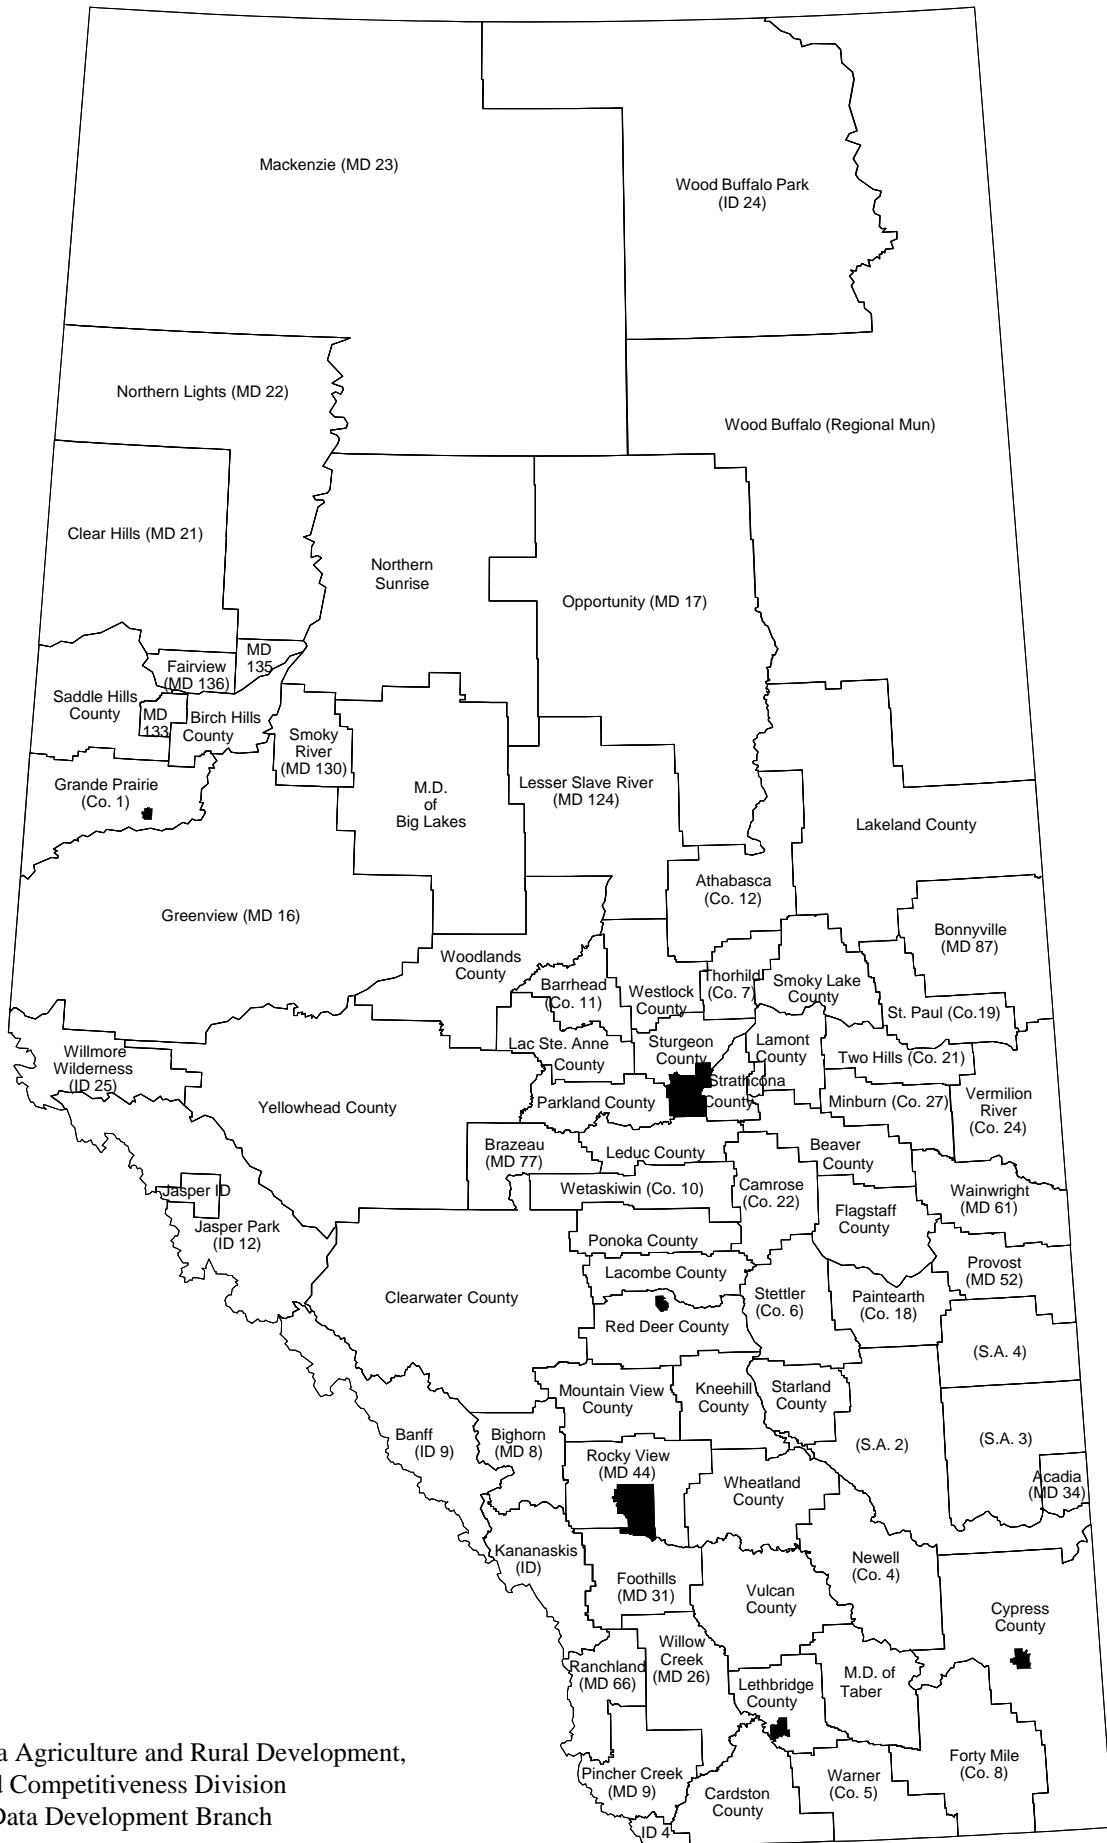 Mackenzie (MD 23)
Wood Buffalo Park
(ID 24)
Northern Lights (MD 22)
Wood Buffalo (Regional Mun)
Clear Hills (MD 21)
Northern
Sunrise
Opportunity (MD 17)
MD
135
Fairview
(MD 136)
Saddle Hills
County
MD
133
Birch Hills
County
Smoky
River
(MD 130)
Grande Prairie
(Co. 1)
M.D.
of
Big Lakes
Lesser Slave River
(MD 124)
Lakeland County
Athabasca
(Co. 12)
Greenview (MD 16)
Bonnyville
(MD 87)
Woodlands
County
Barrhead
(Co. 11)
Westlock
County
Thorhild
(Co. 7)
Smoky Lake
County
St. Paul (Co.19)
Willmore
Wilderness
(ID 25)
Lac Ste. Anne
County
Sturgeon
County
Lamont
County
Two Hills (Co. 21)
Strathcona
County
Yellowhead County
Parkland County
Minburn (Co. 27)
Vermilion
River
(Co. 24)
Brazeau
(MD 77)
Leduc County
Beaver
County
Jasper ID
Wetaskiwin (Co. 10)
Camrose
(Co. 22)
Wainwright
(MD 61)
Jasper Park
(ID 12)
Flagstaff
County
Ponoka County
Provost
(MD 52)
Lacombe County
Clearwater County
Stettler
(Co. 6)
Paintearth
(Co. 18)
Red Deer County
(S.A. 4)
Mountain View
County
Kneehill
County
Starland
County
Banff
(ID 9)
Bighorn
(MD 8)
(S.A. 2)
(S.A. 3)
Rocky View
(MD 44)
Wheatland
County
Acadia
(MD 34)
Kananaskis
(ID)
Newell
(Co. 4)
Foothills
(MD 31)
Vulcan
County
Cypress
County
Willow
Creek
(MD 26)
Ranchland
(MD 66)
Lethbridge
County
M.D. of
Taber
a Agriculture and Rural Development,
d Competitiveness Division
Data Development Branch
Pincher Creek
(MD 9)
Cardston
County
Warner
(Co. 5)
Forty Mile
(Co. 8)
ID 4